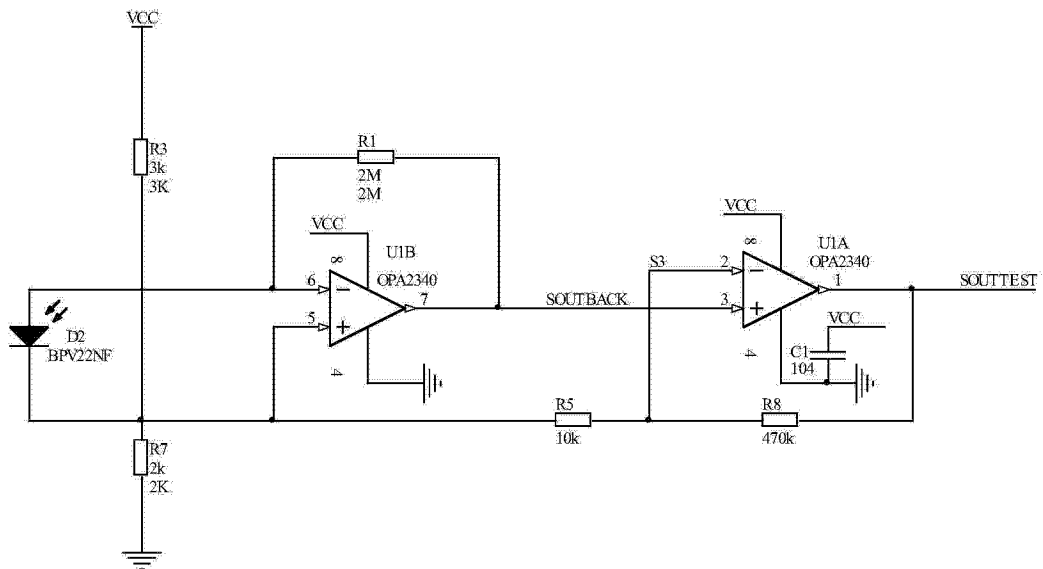 VCC
R3
3k
3K
R1
2M
2M
VCC
8
U1B
OPA2340
6
7
5
4
SOUTBACK
VCC
8
U1A
OPA2340
S3
2
1
3
4
SOUTTEST
VCC
C1
104
D2
BPV22NF
R5
10k
R8
470k
R7
2k
2K